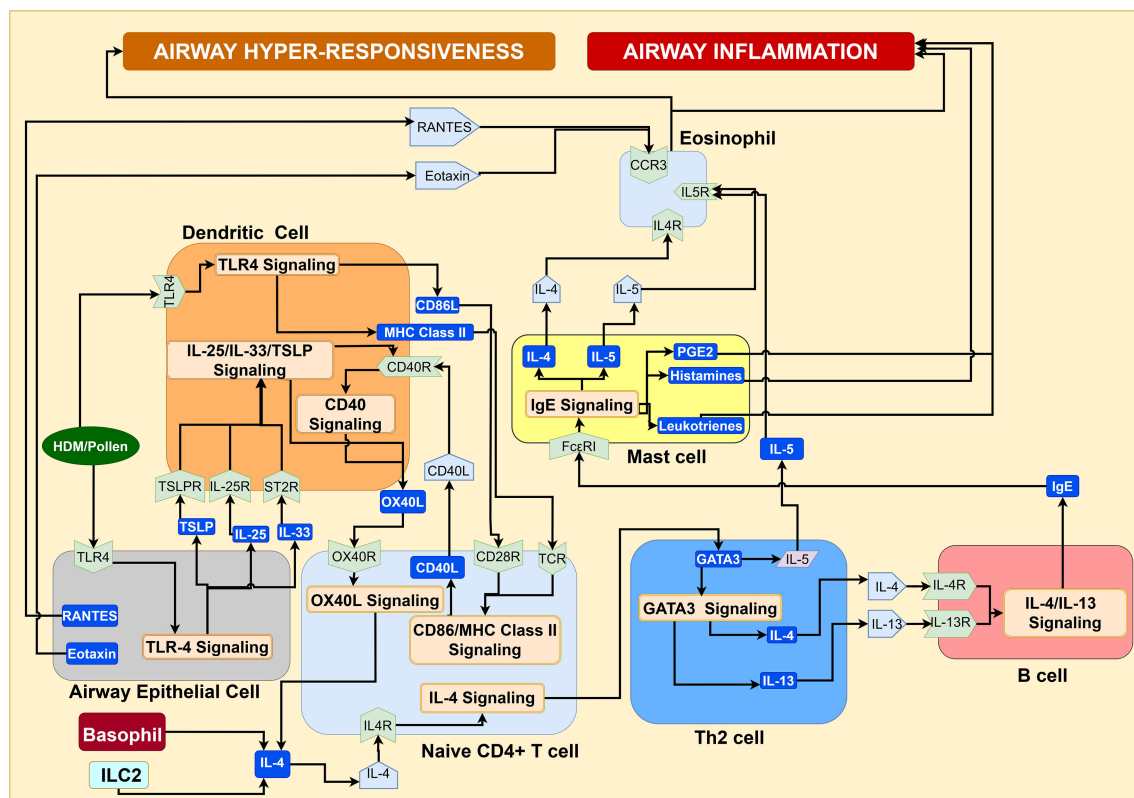 AIRWAY HYPER-RESPONSIVENESS
AIRWAY INFLAMMATION
RANTES
Eosinophil
Eotaxin
CCR3
IL5R
IL4R
Dendritic Cell
TLR4
TLR4 Signaling
CD86L
MHC Class II
IL-4
IL-5
IL-25/IL-33/TSLP
Signaling
CD40R
CD40
Signaling
IL-4
IL-5
PGE2
Histamines
IgE Signaling
Leukotrienes
FcεRI
Mast cell
HDM/Pollen
CD40L
IL-5
TSLPR
IL-25R
ST2R
OX40L
IgE
TSLP
IL-25
IL-33
TLR4
OX40R
CD40L
CD28R
TCR
GATA3
IL-5
OX40L Signaling
GATA3 Signaling
IL-4
IL-4R
IL-4/IL-13
Signaling
RANTES
CD86/MHC Class II
Signaling
IL-4
IL-13
IL-13R
TLR-4 Signaling
Eotaxin
IL-13
B cell
Airway Epithelial Cell
IL-4 Signaling
IL4R
Th2 cell
Naive CD4+ T cell
Basophil
IL-4
IL-4
ILC2